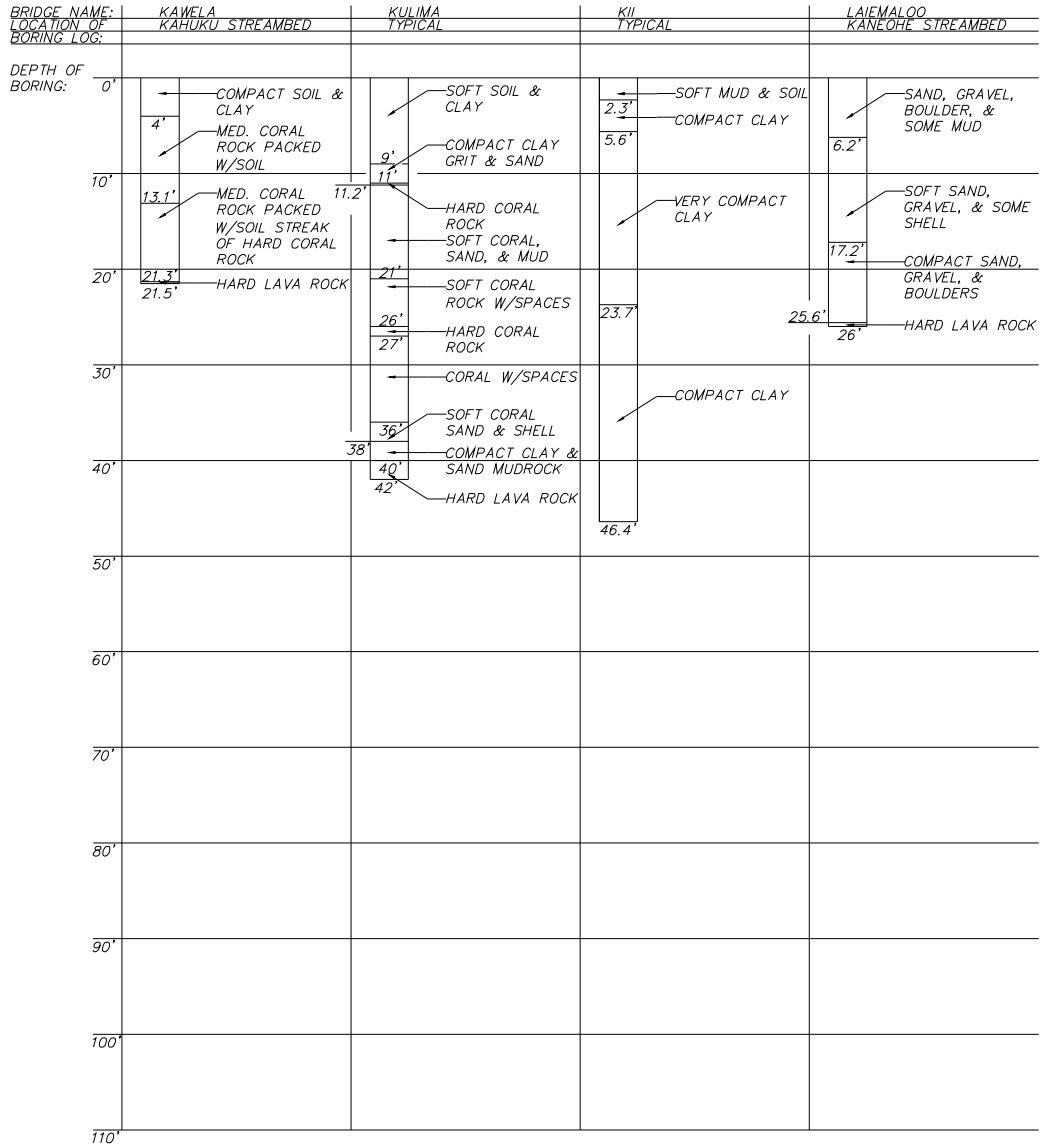 BRIDGE NAME: KAWELA KULIMA KII LAIEMALOO
LOCATION OF KAHUKU STREAMBED TYPICAL TYPICAL KANEOHE STREAMBED
BORING LOG:
DEPTH OF
BORING:
0'
10'
20'
30'
40'
50'
60'
70'
80'
90'
100'
110'
COMPACT SOIL &
CLAY
4'
MED. CORAL
ROCK PACKED
W/SOIL
13.1'
MED. CORAL
ROCK PACKED
W/SOIL STREAK
OF HARD CORAL
ROCK
21.3'
HARD LAVA ROCK
21.5'
SOFT SOIL &
CLAY
9'
COMPACT CLAY
GRIT & SAND
11'
11.2'
HARD CORAL
ROCK
SOFT CORAL,
SAND, & MUD
21'
SOFT CORAL
ROCK W/SPACES
26'
HARD CORAL
ROCK
27'
CORAL W/SPACES
36'
SOFT CORAL
SAND & SHELL
38'
COMPACT CLAY &
SAND MUDROCK
40'
HARD LAVA ROCK
42'
SOFT MUD & SOIL
2.3'
COMPACT CLAY
5.6'
VERY COMPACT
CLAY
23.7'
COMPACT CLAY
46.4'
SAND, GRAVEL,
BOULDER, &
SOME MUD
6.2'
SOFT SAND,
GRAVEL, & SOME
SHELL
17.2'
COMPACT SAND,
GRAVEL, &
BOULDERS
25.6'
HARD LAVA ROCK
26'